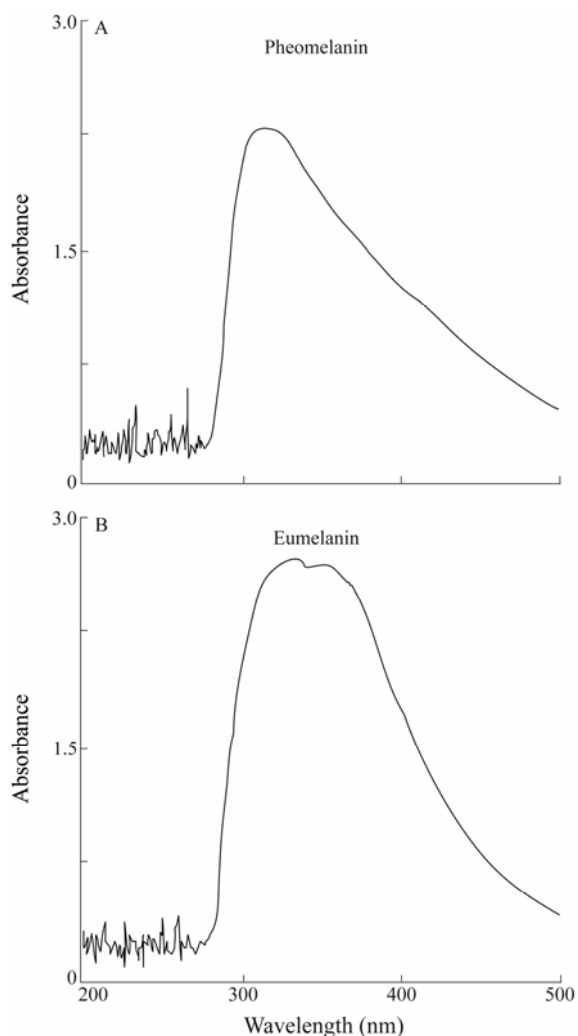 3.0
A
Pheomelanin
Absorbance
1.5
0
3.0
B
Eumelanin
Absorbance
1.5
0
200 300 400 500
Wavelength (nm)